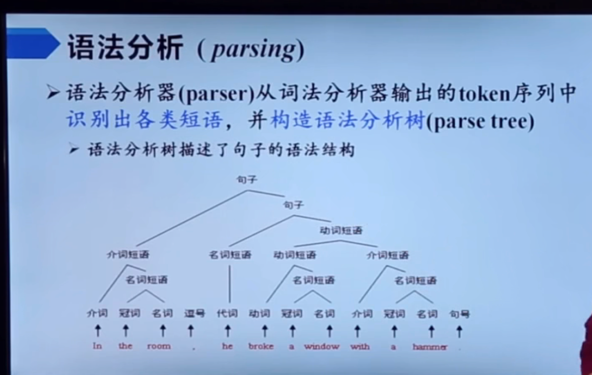 语法分析 (parsing)
语法分析器(parser)从词法分析器输出的token序列中
识别出各类短语，并构造语法分析树(parse tree)
语法分析树描述了句子的语法结构
句子
句子
动词短语
介词短语 名词短语 动词短语 介词短语
名词短语 名词短语 名词短语
介词 冠词 名词 逗号 代词 动词 冠词 名词 介词 冠词 名词 句号
In the room , he broke a window with a hammer .